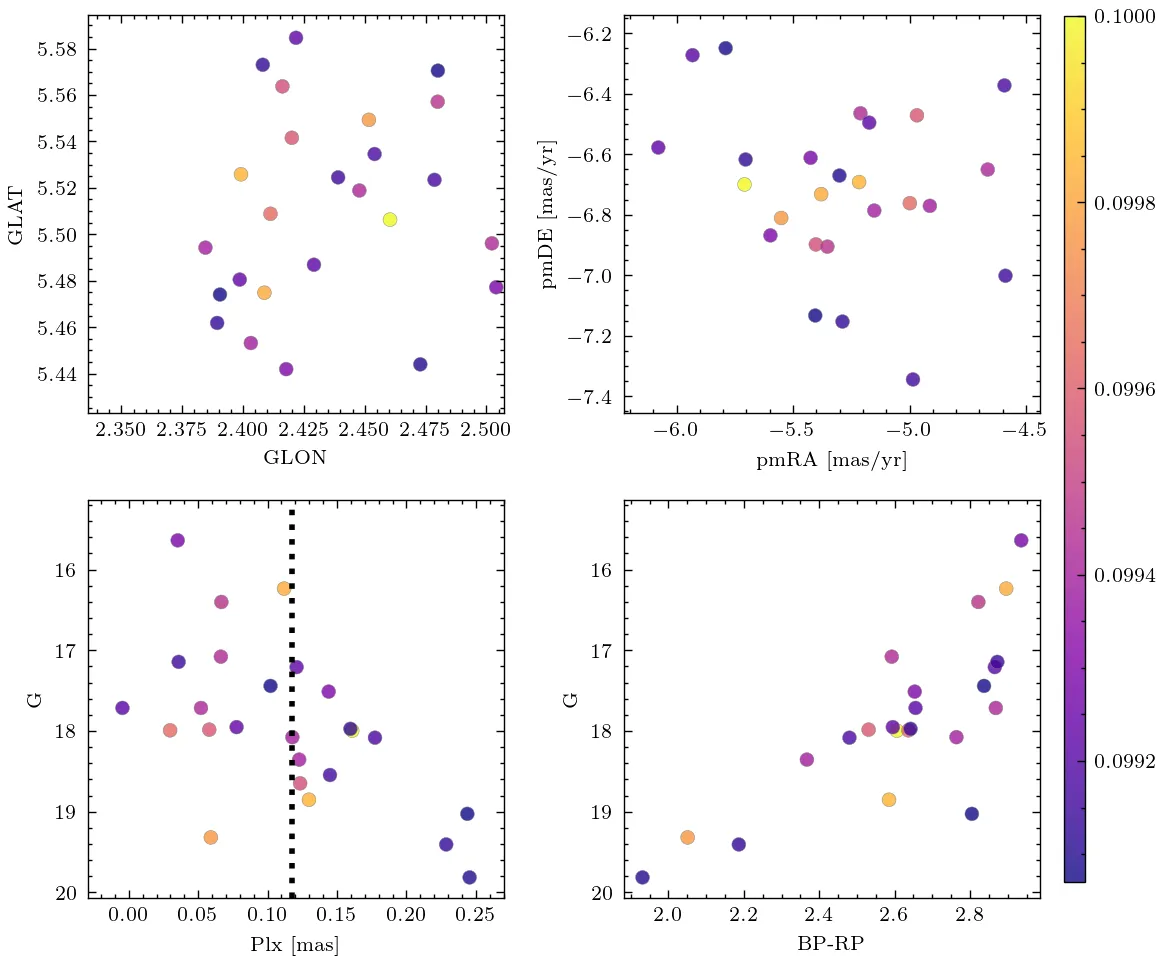 5.58
5.56
5.54
5.52
5.50
5.48
5.46
5.44
GLAT
2.350 2.375 2.400 2.425 2.450 2.475 2.500
GLON
−6.2
−6.4
−6.6
−6.8
−7.0
−7.2
−7.4
pmDE [mas/yr]
−6.0 −5.5 −5.0 −4.5
pmRA [mas/yr]
16
17
18
19
20
G
0.00 0.05 0.10 0.15 0.20 0.25
Plx [mas]
16
17
18
19
20
G
2.0 2.2 2.4 2.6 2.8
BP-RP
0.1000
0.0998
0.0996
0.0994
0.0992